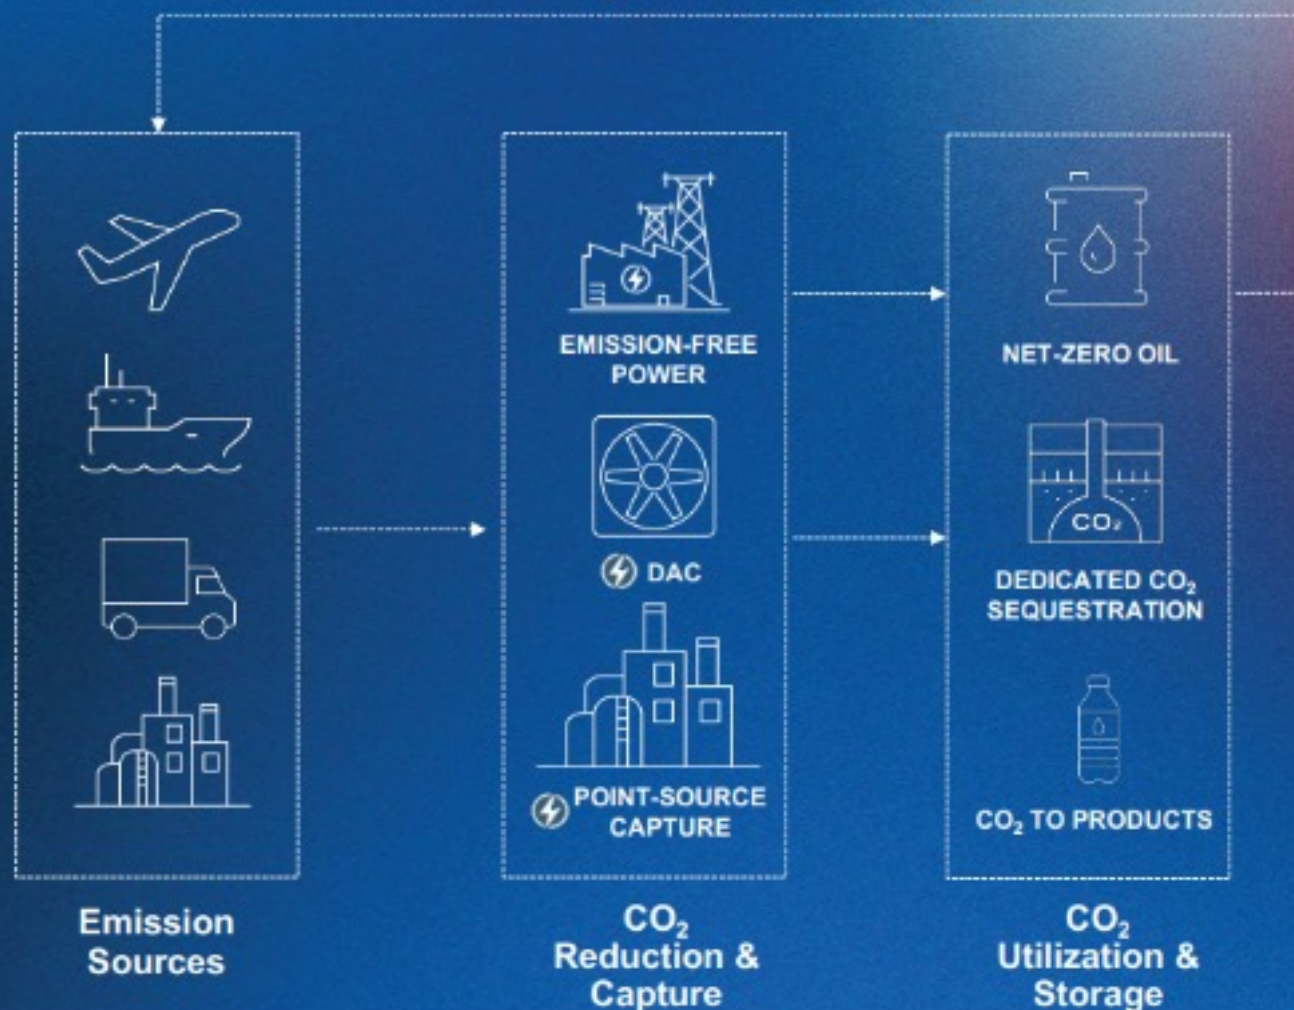 EMISSION-FREE
POWER
DAC
POINT-SOURCE
CAPTURE
NET-ZERO OIL
CO₂
DEDICATED CO₂
SEQUESTRATION
CO₂ TO PRODUCTS
Emission
Sources
CO₂
Reduction &
Capture
CO₂
Utilization &
Storage